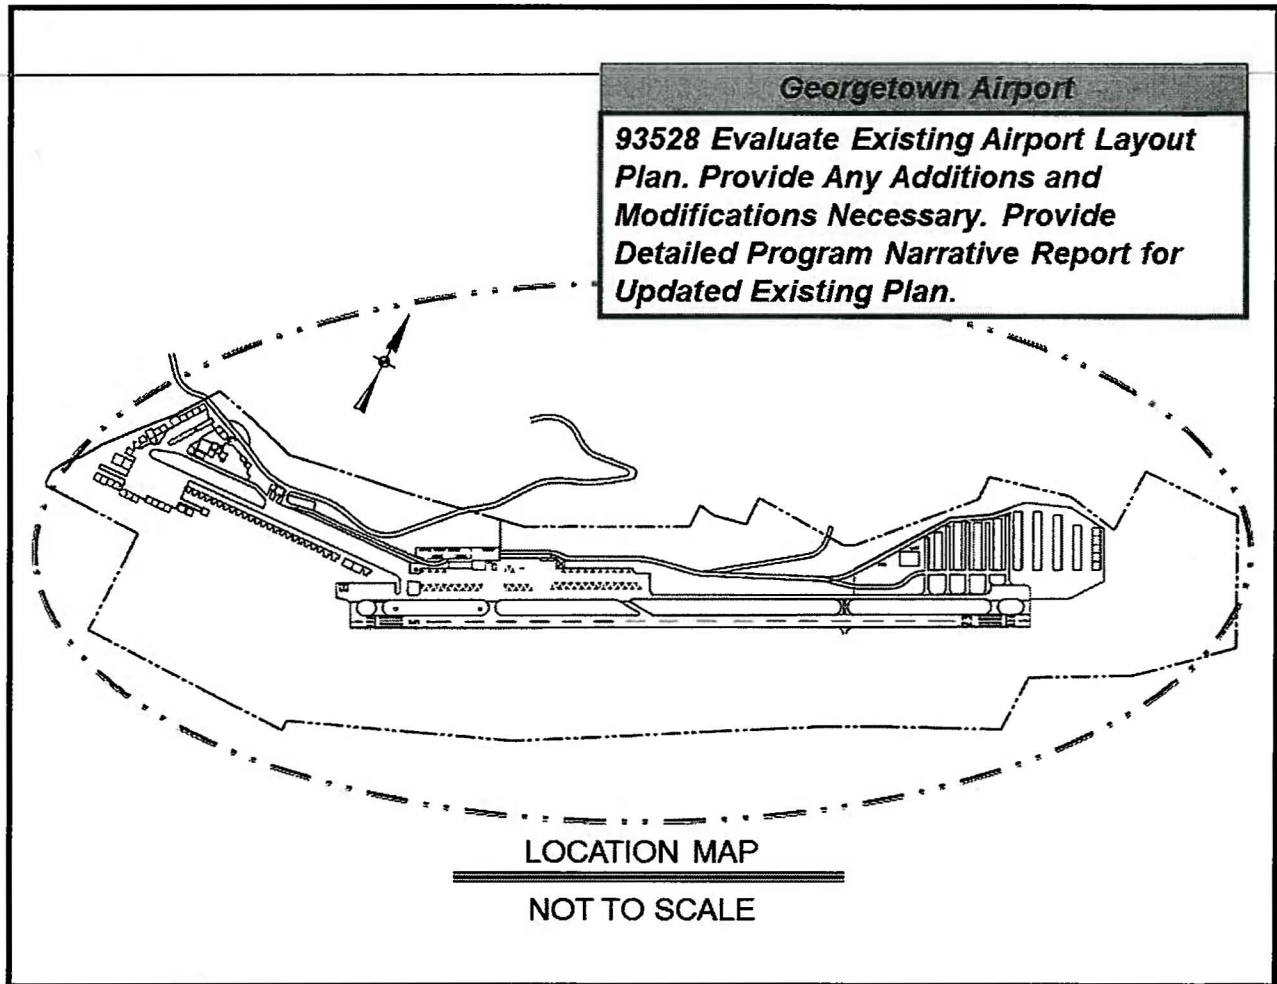 Georgetown Airport
93528 Evaluate Existing Airport Layout
Plan. Provide Any Additions and
Modifications Necessary. Provide
Detailed Program Narrative Report for
Updated Existing Plan.
LOCATION MAP
NOT TO SCALE